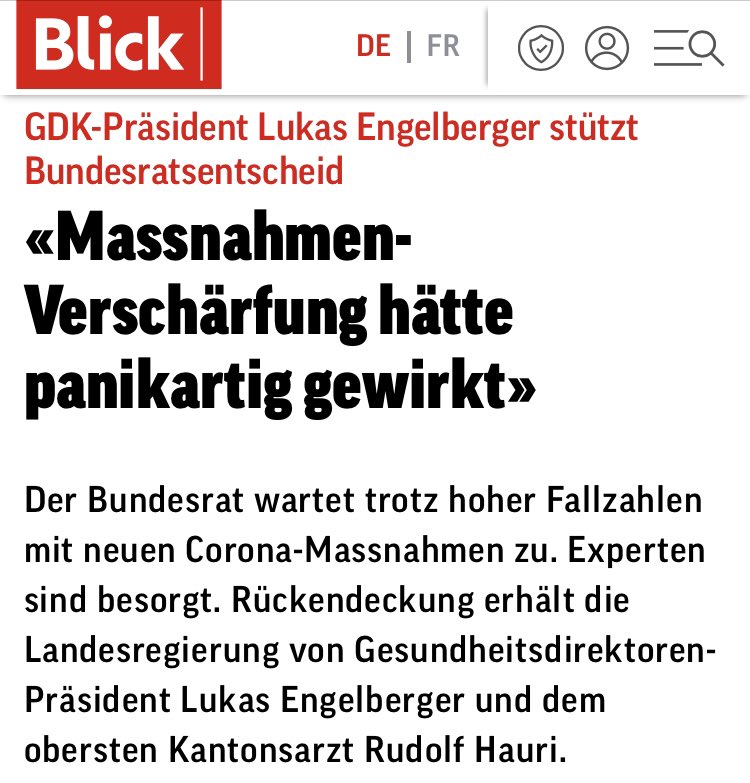 Blick
DE | FR
GDK-Präsident Lukas Engelberger stützt
Bundesratsentscheid
«Massnahmen-
Verschärfung hätte
panikartig gewirkt»
Der Bundesrat wartet trotz hoher Fallzahlen
mit neuen Corona-Massnahmen zu. Experten
sind besorgt. Rückendeckung erhält die
Landesregierung von Gesundheitsdirektoren-
Präsident Lukas Engelberger und dem
obersten Kantonsarzt Rudolf Hauri.